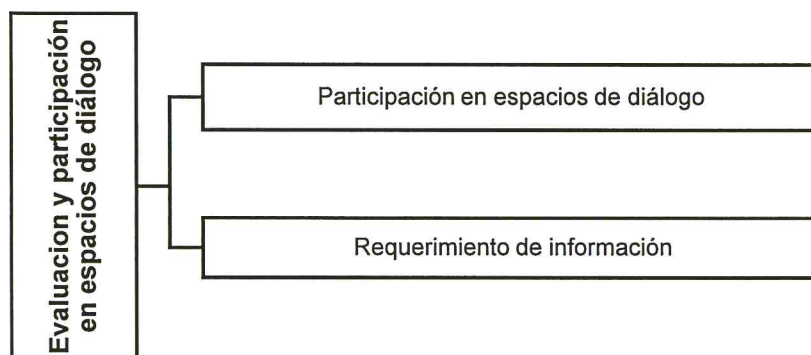 Evaluacion y participación
en espacios de diálogo
Participación en espacios de diálogo
Requerimiento de información